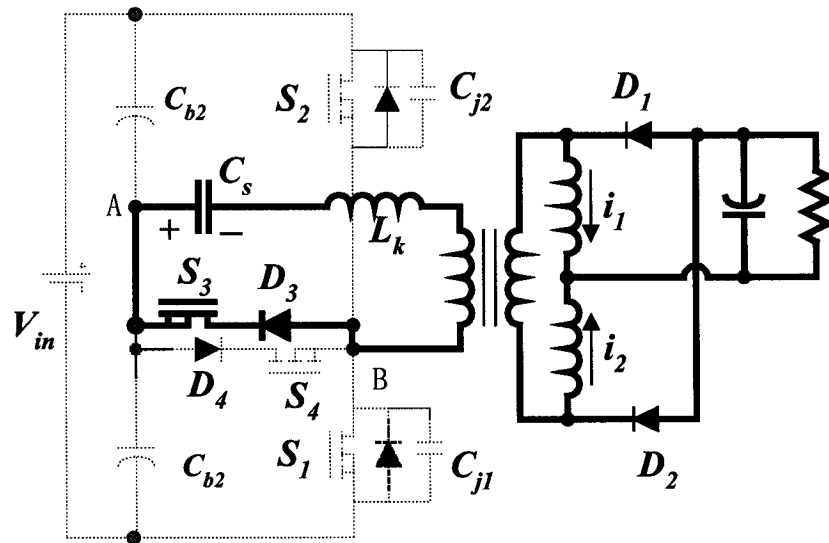 C_b2
S_2
C_j2
D_1
A
C_s
+
−
L_k
i_1
S_3
D_3
V_in
D_4
S_4
B
i_2
C_b2
S_1
C_j1
D_2